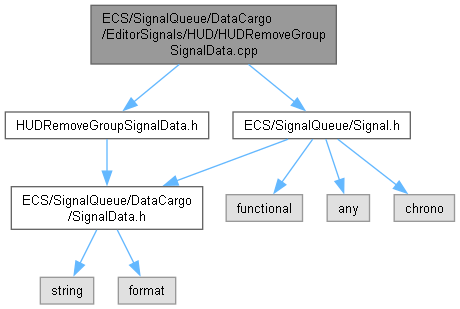 ECS/SignalQueue/DataCargo
/EditorSignals/HUD/HUDRemoveGroup
SignalData.cpp
HUDRemoveGroupSignalData.h
ECS/SignalQueue/Signal.h
ECS/SignalQueue/DataCargo
/SignalData.h
functional
any
chrono
string
format